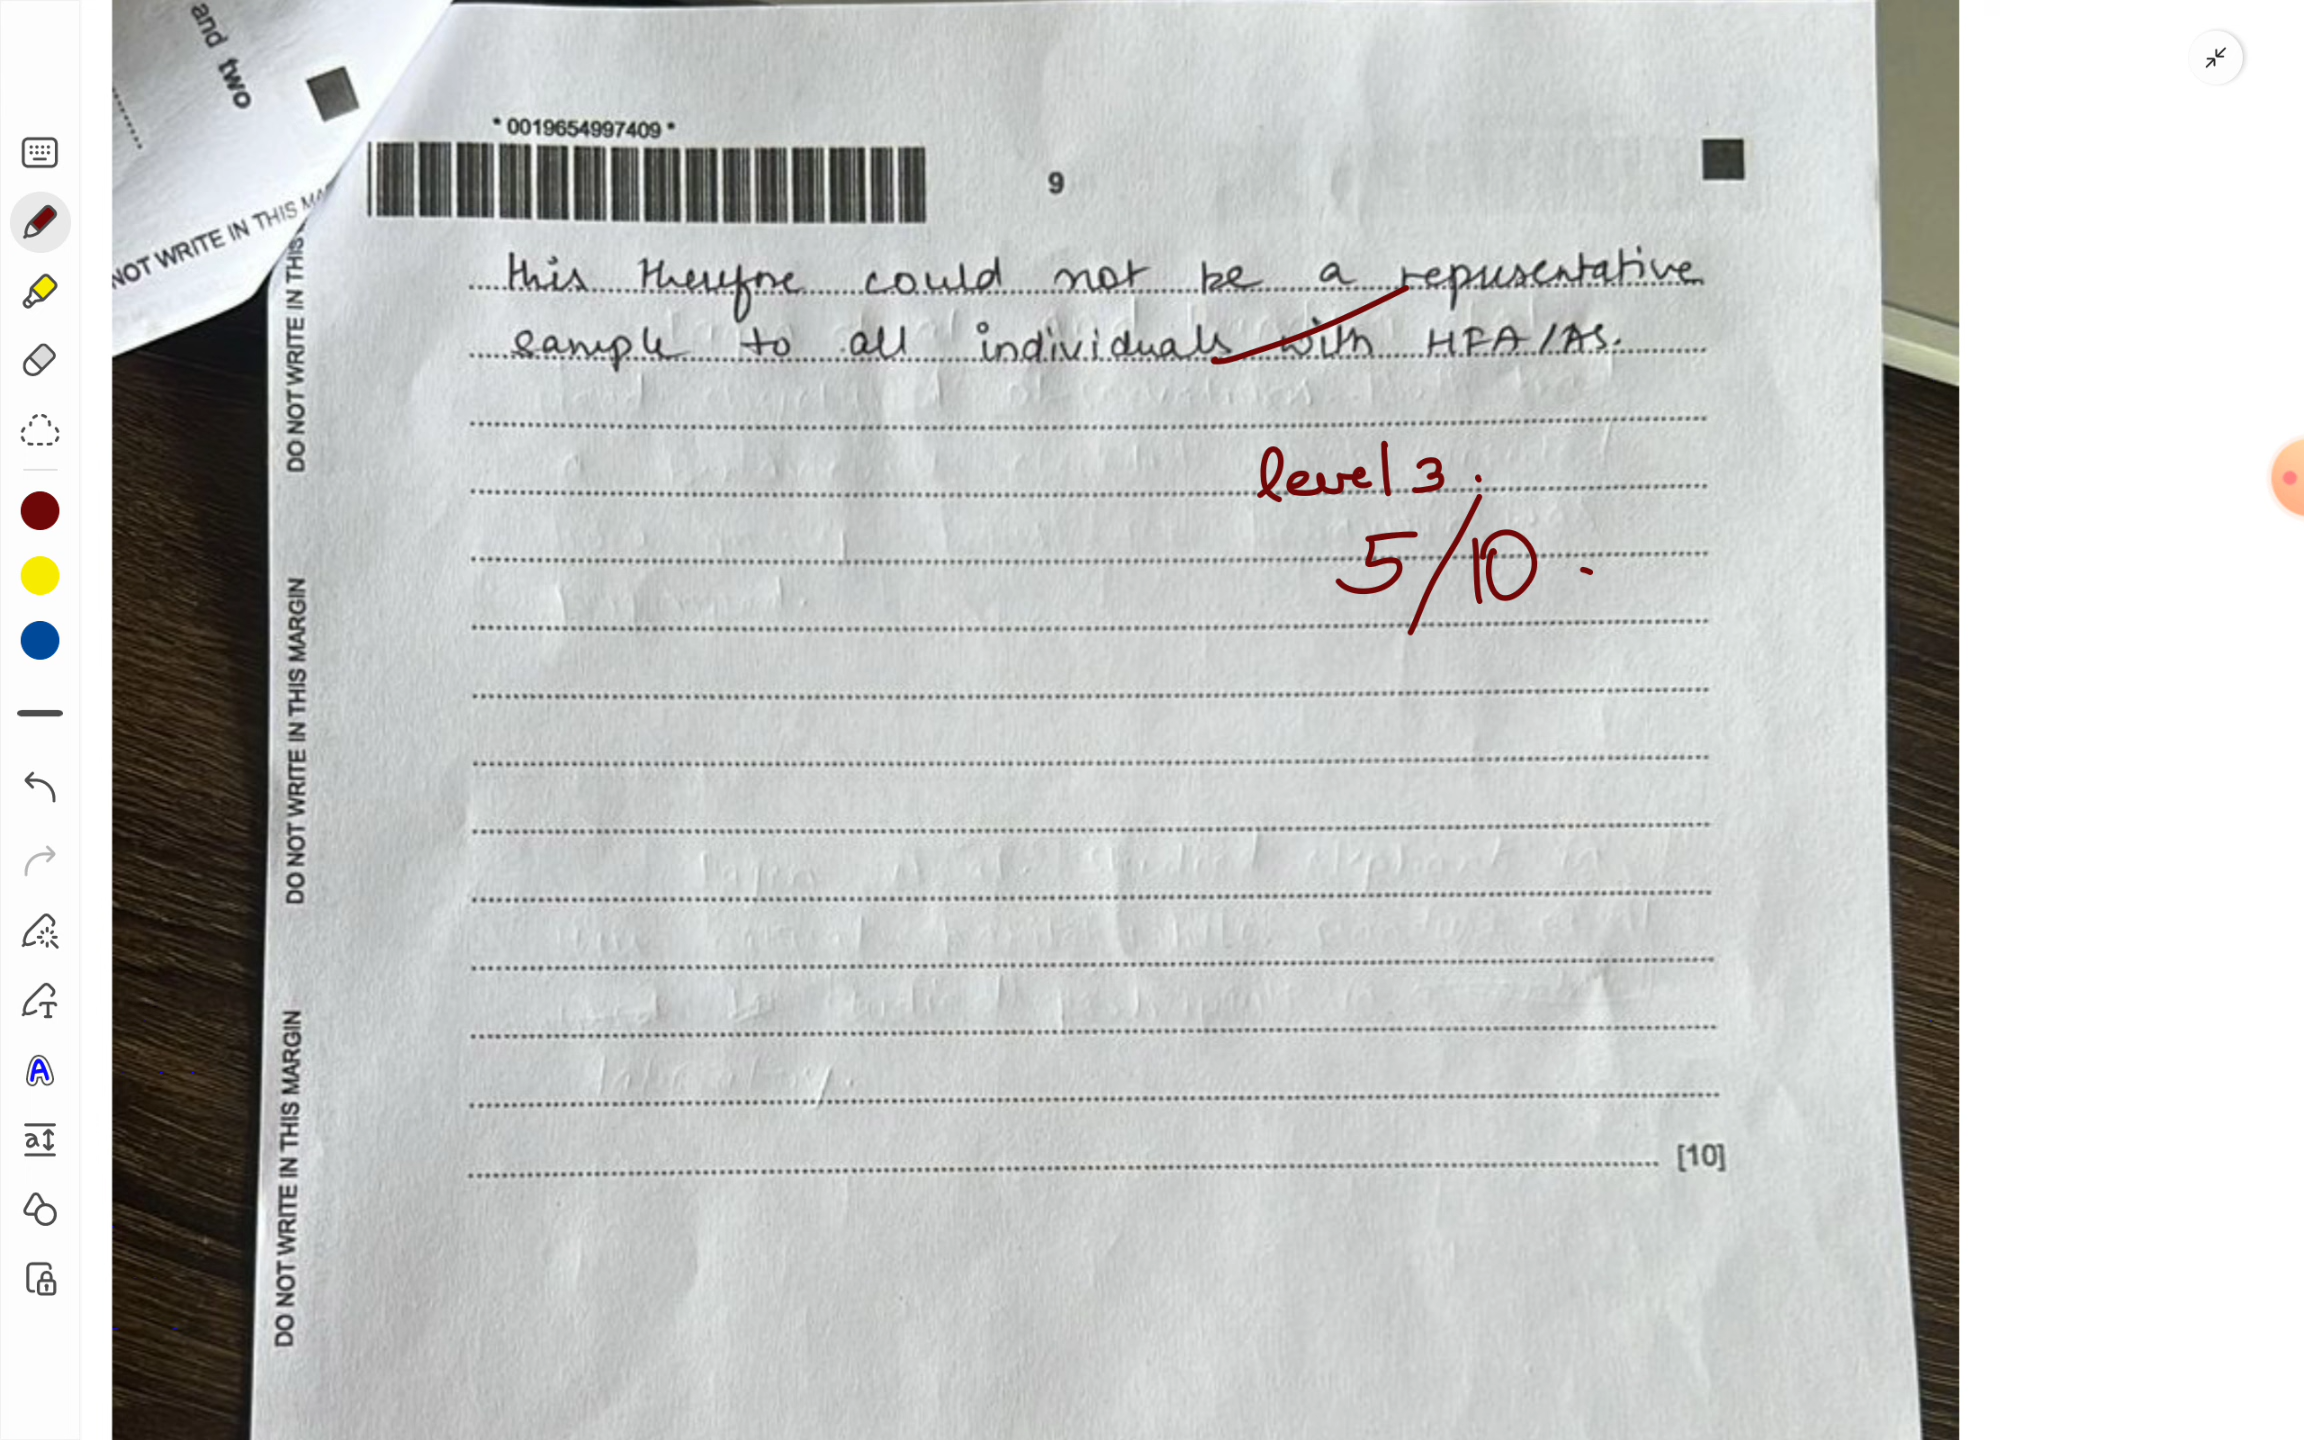 and two
NOT WRITE IN THIS MA
* 0019654997409 *
9
DO NOT WRITE IN THIS
this therefore could not be a representative
sample to all individuals with HFA/AS.
level 3.
5/10.
DO NOT WRITE IN THIS MARGIN
DO NOT WRITE IN THIS MARGIN
[10]
A
a